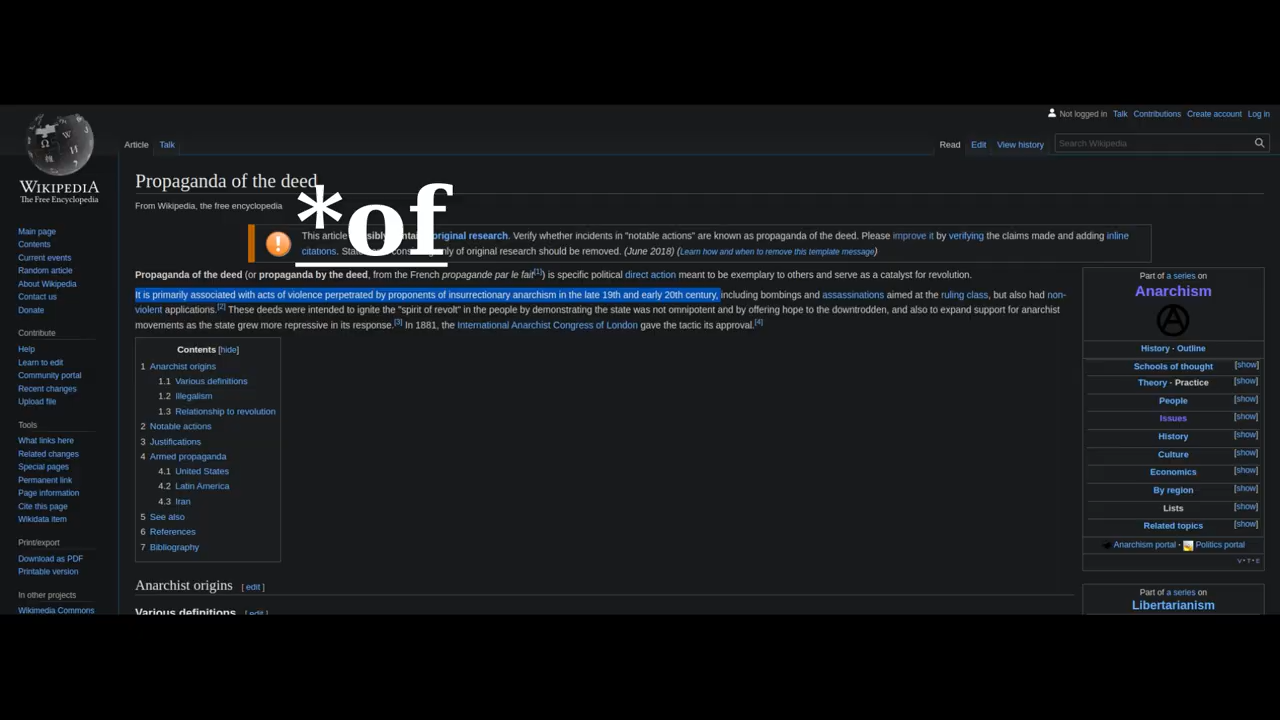 Not logged in Talk Contributions Create account Log in
Article Talk Read Edit View history Search Wikipedia
WIKIPEDIA
The Free Encyclopedia
Main page
Contents
Current events
Random article
About Wikipedia
Contact us
Donate
Contribute
Help
Learn to edit
Community portal
Recent changes
Upload file
Tools
What links here
Related changes
Special pages
Permanent link
Page information
Cite this page
Wikidata item
Print/export
Download as PDF
Printable version
In other projects
Wikimedia Commons
Propaganda of the deed
From Wikipedia, the free encyclopedia
*of
This article original research. Verify whether incidents in "notable actions" are known as propaganda of the deed. Please improve it by verifying the claims made and adding inline
citations. only of original research should be removed. (June 2018) (Learn how and when to remove this template message)
Propaganda of the deed (or propaganda by the deed, from the French propagande par le fait[1]) is specific political direct action meant to be exemplary to others and serve as a catalyst for revolution.
It is primarily associated with acts of violence perpetrated by proponents of insurrectionary anarchism in the late 19th and early 20th century, including bombings and assassinations aimed at the ruling class, but also had non-
violent applications.[2] These deeds were intended to ignite the "spirit of revolt" in the people by demonstrating the state was not omnipotent and by offering hope to the downtrodden, and also to expand support for anarchist
movements as the state grew more repressive in its response.[3] In 1881, the International Anarchist Congress of London gave the tactic its approval.[4]
Contents [hide]
1 Anarchist origins
1.1 Various definitions
1.2 Illegalism
1.3 Relationship to revolution
2 Notable actions
3 Justifications
4 Armed propaganda
4.1 United States
4.2 Latin America
4.3 Iran
5 See also
6 References
7 Bibliography
Anarchist origins [ edit ]
Various definitions [ edit ]
Part of a series on
Anarchism
History · Outline
Schools of thought [show]
Theory · Practice [show]
People [show]
Issues [show]
History [show]
Culture [show]
Economics [show]
By region [show]
Lists [show]
Related topics [show]
Anarchism portal · Politics portal
V · T · E
Part of a series on
Libertarianism